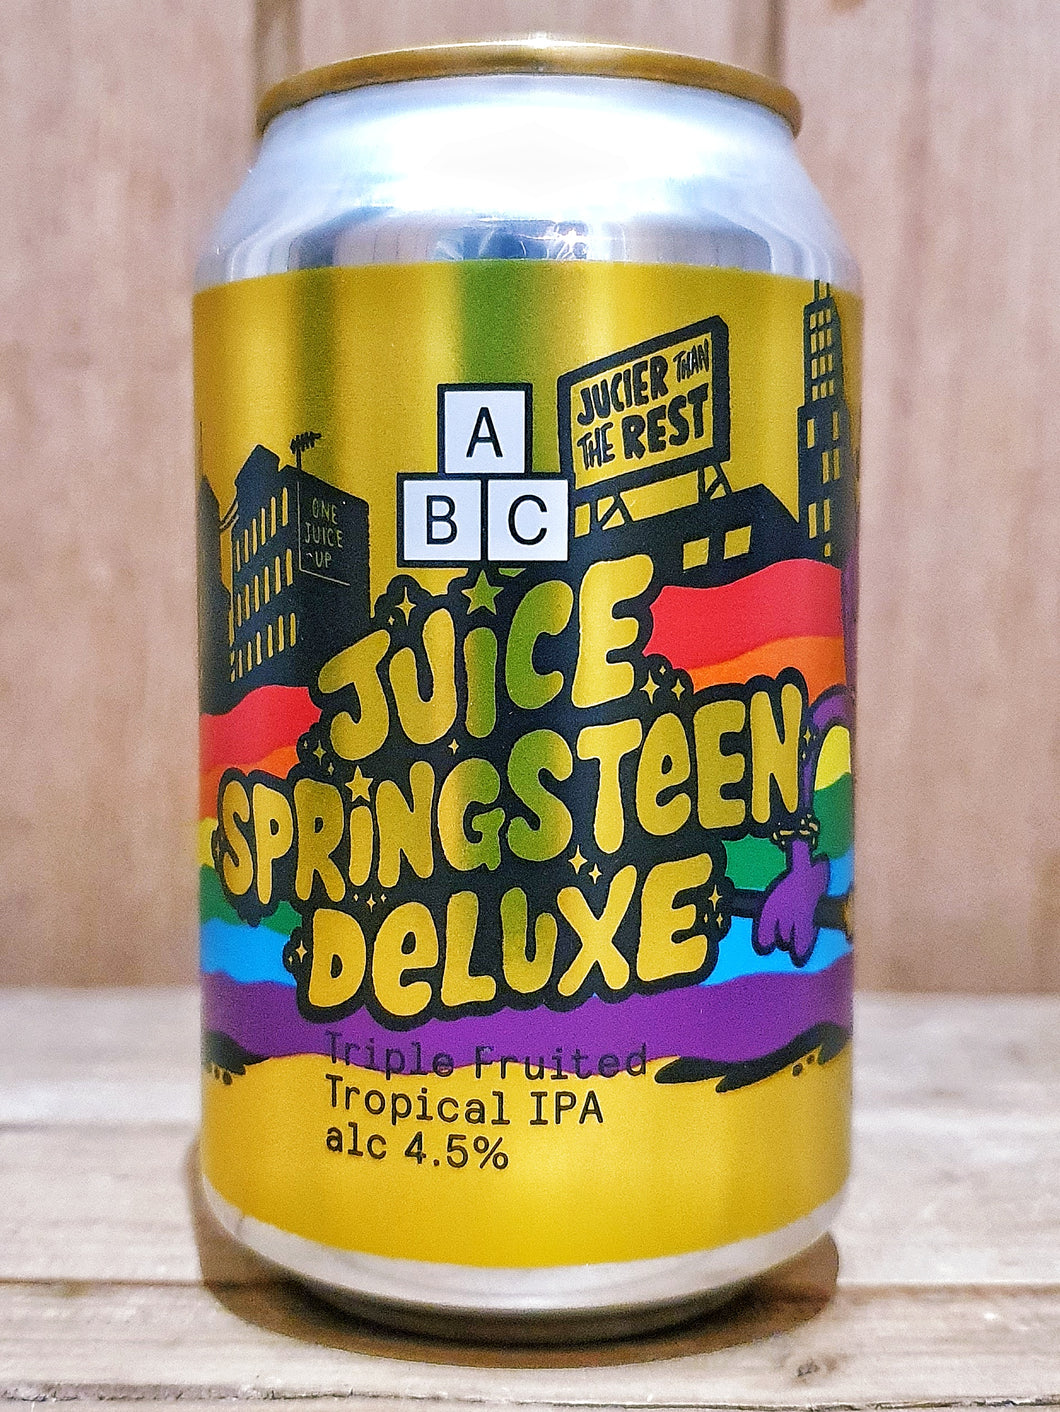 JUCIER THAN
THE REST
A
B C
ONE
JUICE
-UP
JUiCE
SPRiNGSTeEN
DeLUXE
Triple Fruited
Tropical IPA
alc 4.5%